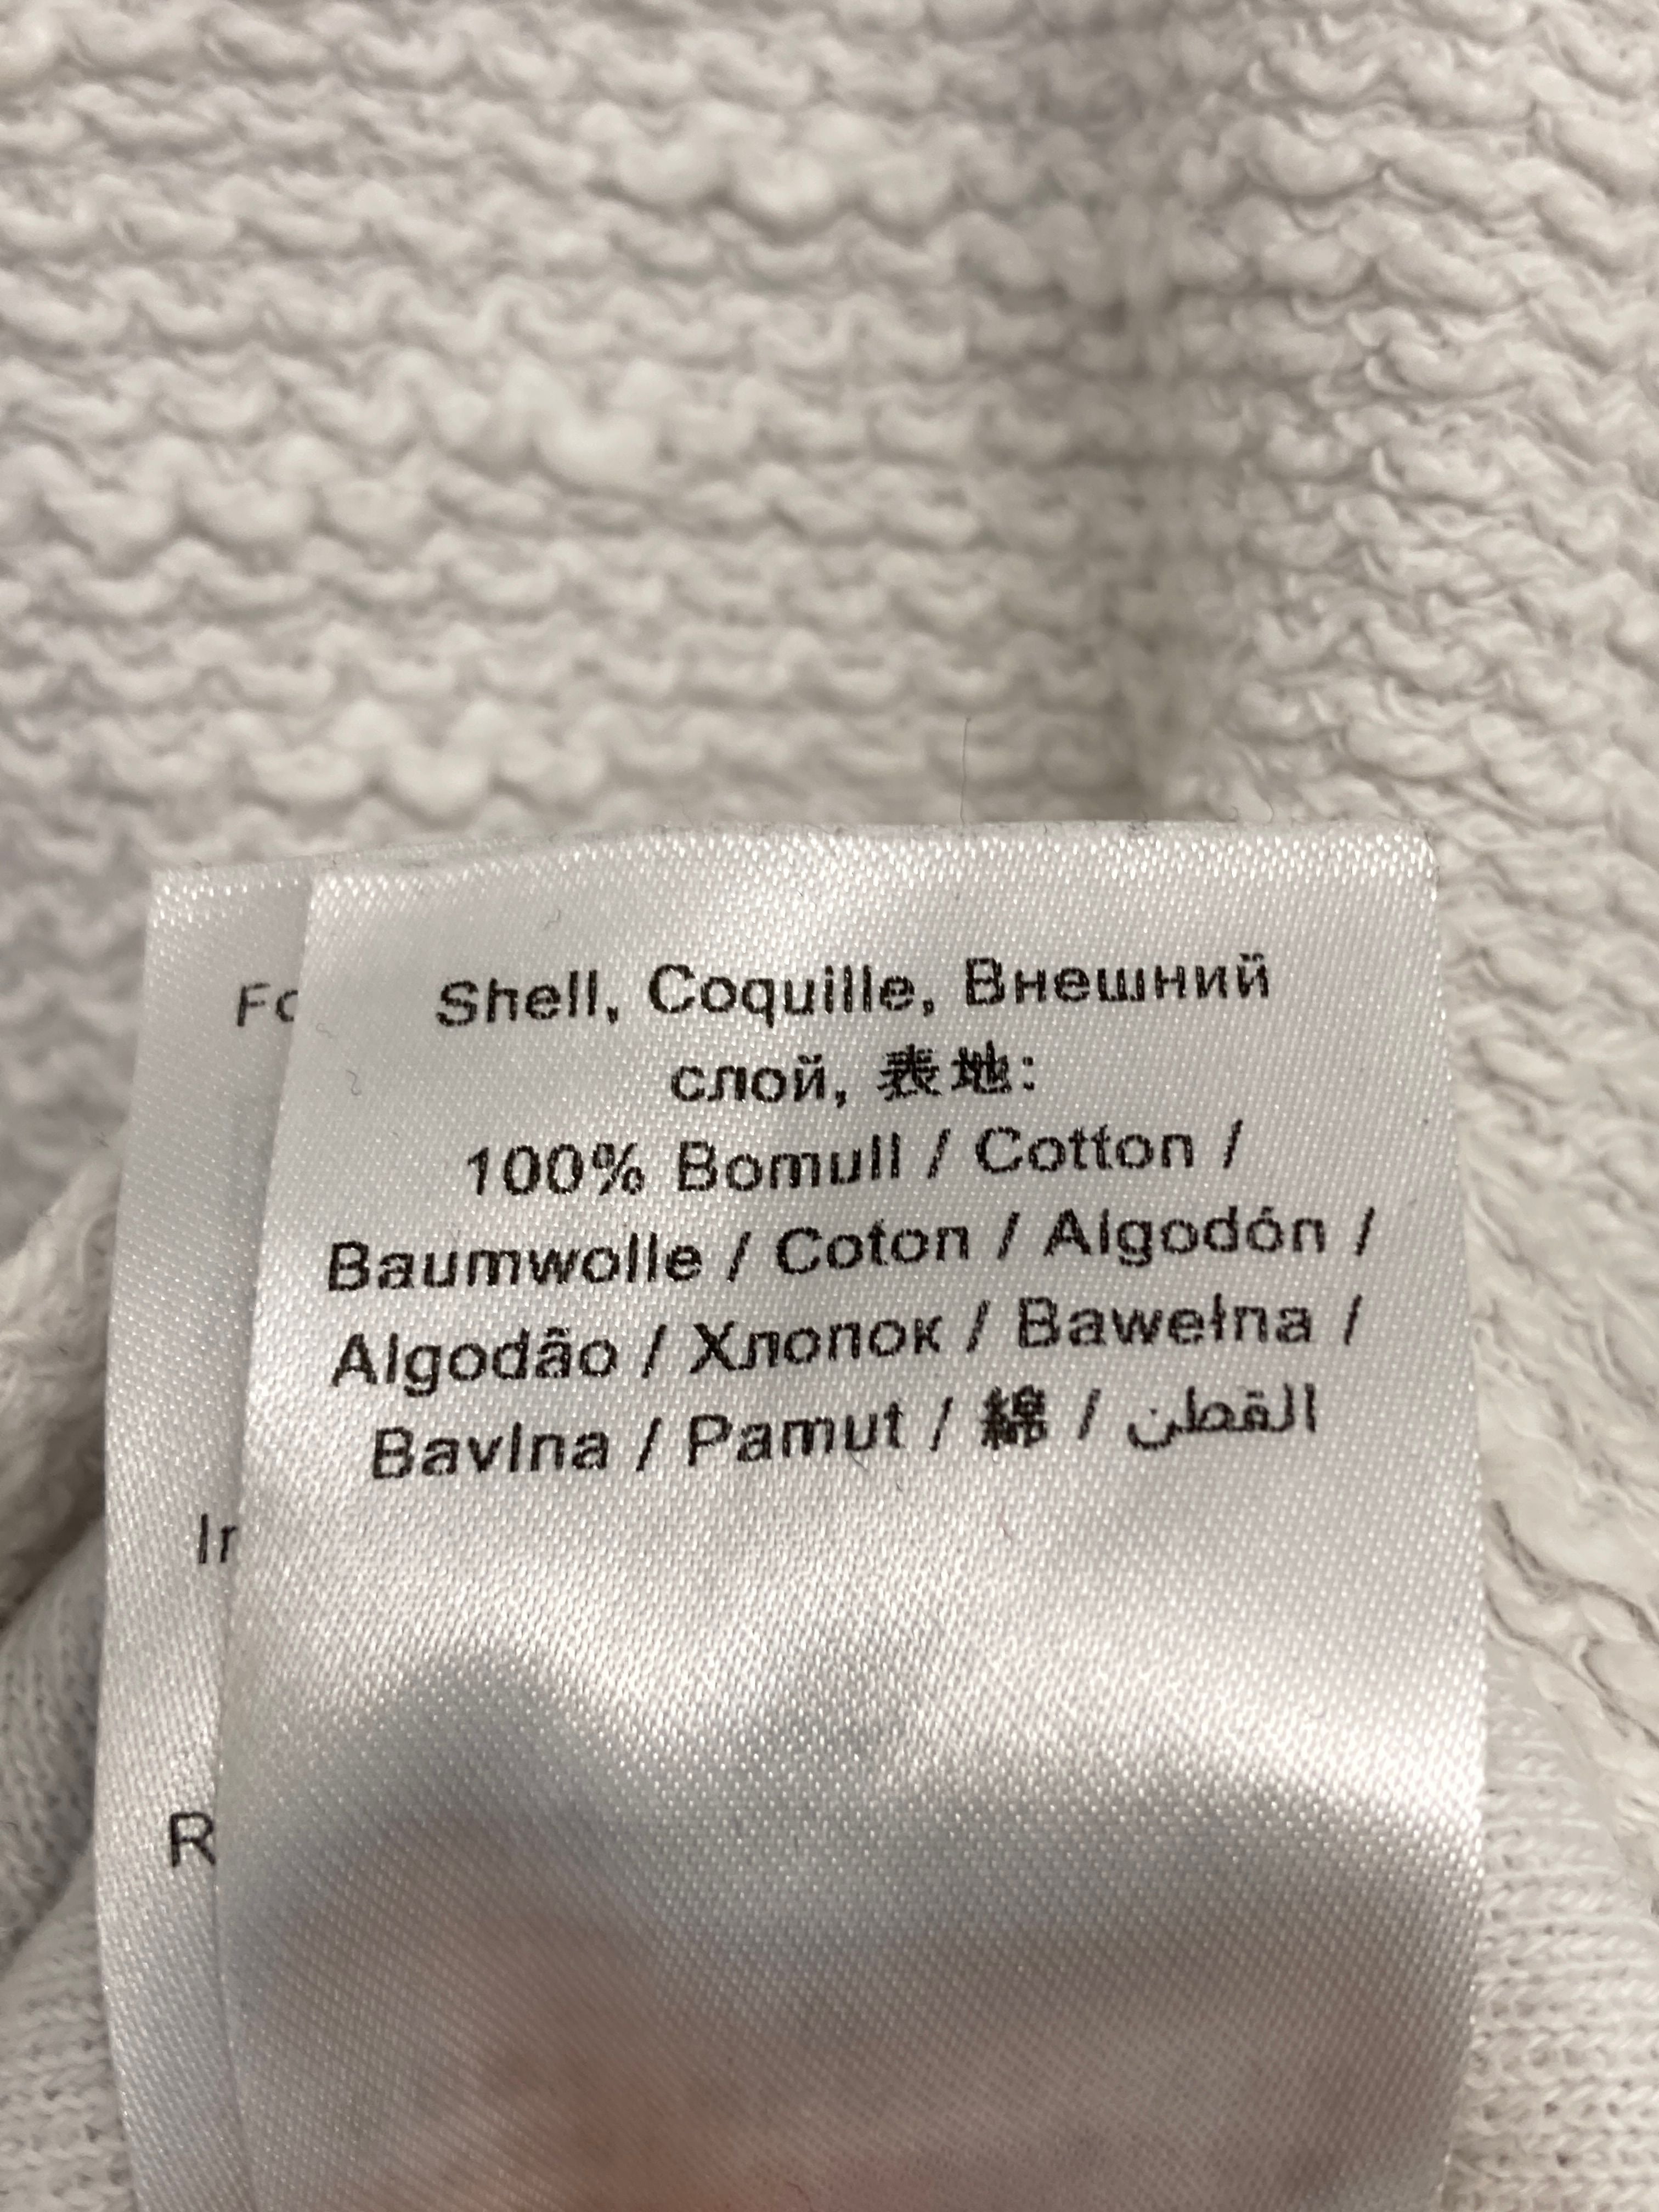 Shell, Coquille, Внешний
слой, 表地:
100% Bomull / Cotton /
Baumwolle / Coton / Algodón /
Algodão / Хлопок / Bawełna /
Bavlna / Pamut / 綿 / القطن